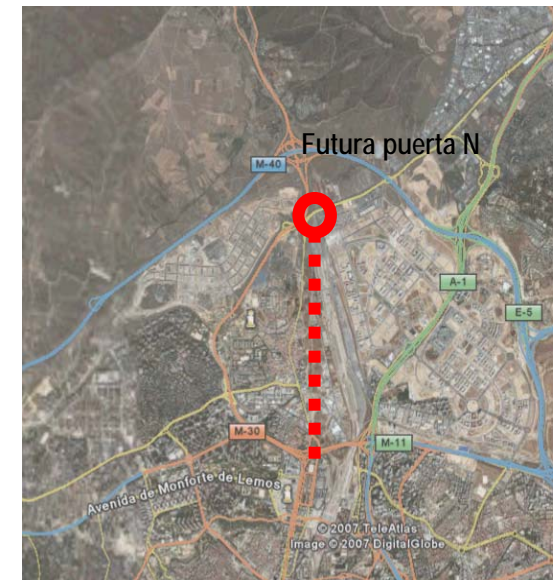 Futura puerta N
M-40
A-1
E-5
M-30
M-11
Avenida de Monforte de Lemos
© 2007 TeleAtlas
Image © 2007 DigitalGlobe